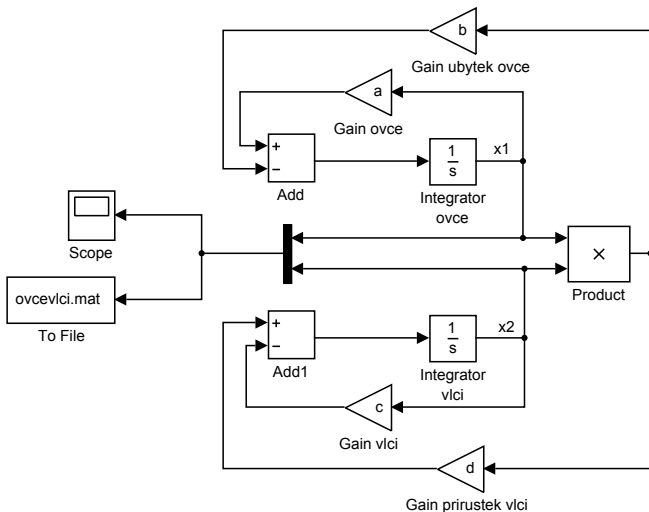 b
Gain ubytek ovce
a
Gain ovce
+
−
Add
1
s
Integrator
ovce
x1
Scope
ovcevlci.mat
To File
×
Product
+
−
Add1
1
s
Integrator
vlci
x2
c
Gain vlci
d
Gain prirustek vlci